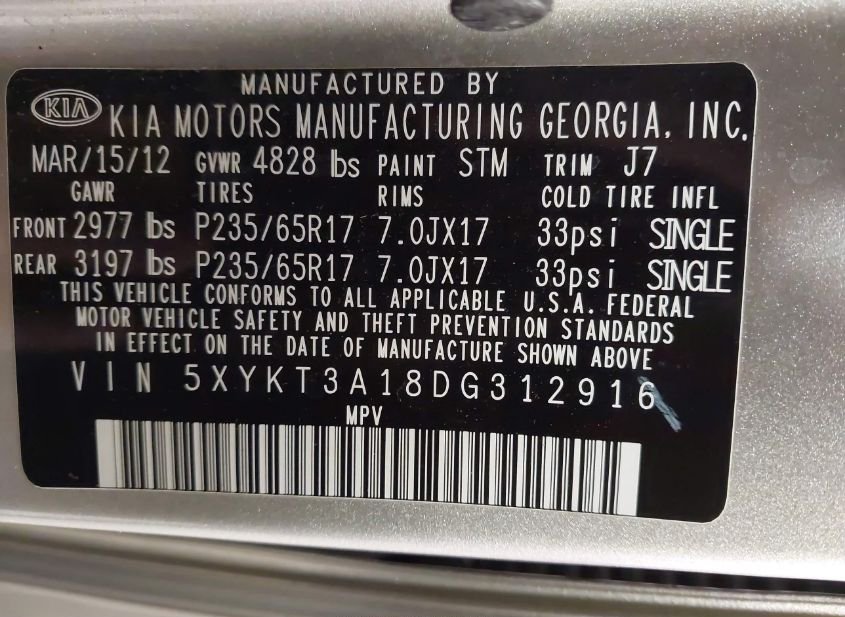 MANUFACTURED BY
KIA KIA MOTORS MANUFACTURING GEORGIA, INC.
MAR/15/12 GVWR 4828 lbs PAINT STM TRIM J7
GAWR TIRES RIMS COLD TIRE INFL
FRONT 2977 lbs P235/65R17 7.0JX17 33psi SINGLE
REAR 3197 lbs P235/65R17 7.0JX17 33psi SINGLE
THIS VEHICLE CONFORMS TO ALL APPLICABLE U.S.A. FEDERAL
MOTOR VEHICLE SAFETY AND THEFT PREVENTION STANDARDS
IN EFFECT ON THE DATE OF MANUFACTURE SHOWN ABOVE
VIN 5XYKT3A18DG312916
MPV